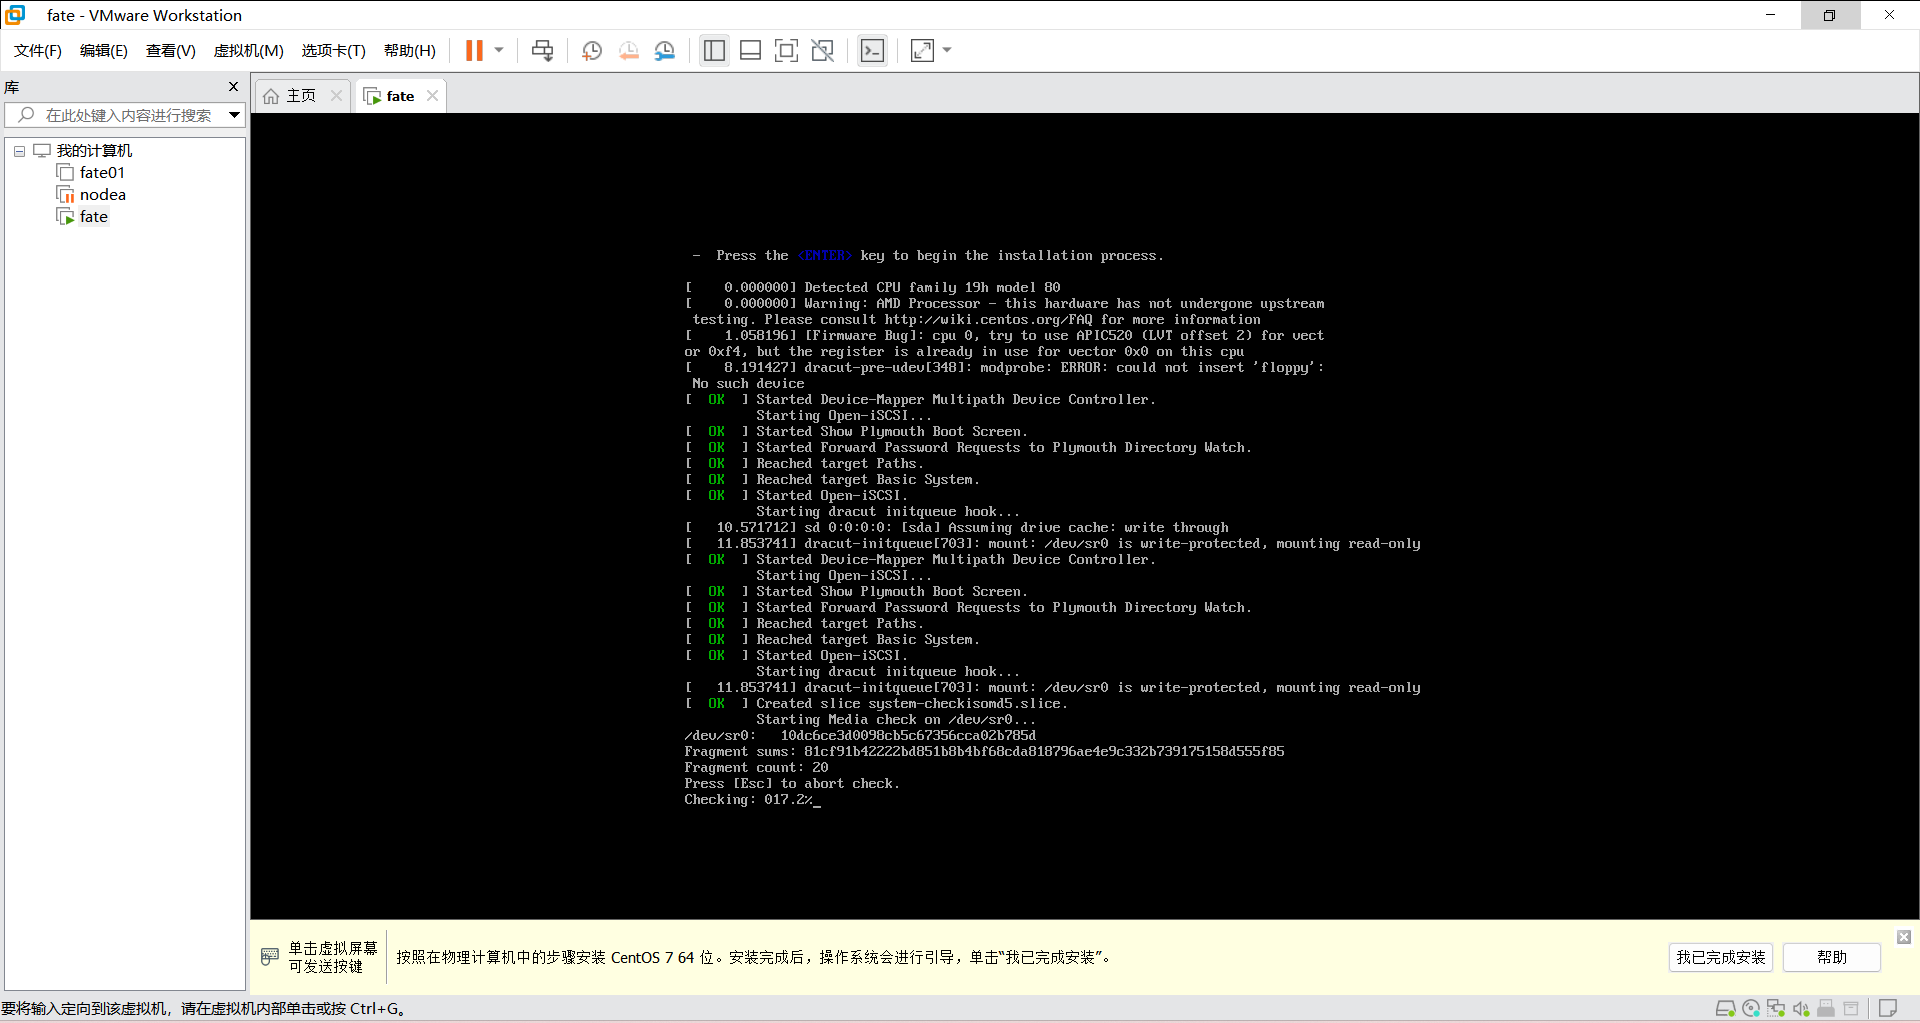 fate - VMware Workstation
文件(F) 编辑(E) 查看(V) 虚拟机(M) 选项卡(T) 帮助(H)
库
在此处键入内容进行搜索
我的计算机
fate01
nodea
fate
主页 fate
- Press the <ENTER> key to begin the installation process.
[    0.000000] Detected CPU family 19h model 80
[    0.000000] Warning: AMD Processor - this hardware has not undergone upstream
 testing. Please consult http://wiki.centos.org/FAQ for more information
[    1.058196] [Firmware Bug]: cpu 0, try to use APIC520 (LVT offset 2) for vect
or 0xf4, but the register is already in use for vector 0x0 on this cpu
[    8.191427] dracut-pre-udev[348]: modprobe: ERROR: could not insert 'floppy':
 No such device
[  OK  ] Started Device-Mapper Multipath Device Controller.
         Starting Open-iSCSI...
[  OK  ] Started Show Plymouth Boot Screen.
[  OK  ] Started Forward Password Requests to Plymouth Directory Watch.
[  OK  ] Reached target Paths.
[  OK  ] Reached target Basic System.
[  OK  ] Started Open-iSCSI.
         Starting dracut initqueue hook...
[   10.571712] sd 0:0:0:0: [sda] Assuming drive cache: write through
[   11.853741] dracut-initqueue[703]: mount: /dev/sr0 is write-protected, mounting read-only
[  OK  ] Started Device-Mapper Multipath Device Controller.
         Starting Open-iSCSI...
[  OK  ] Started Show Plymouth Boot Screen.
[  OK  ] Started Forward Password Requests to Plymouth Directory Watch.
[  OK  ] Reached target Paths.
[  OK  ] Reached target Basic System.
[  OK  ] Started Open-iSCSI.
         Starting dracut initqueue hook...
[   11.853741] dracut-initqueue[703]: mount: /dev/sr0 is write-protected, mounting read-only
[  OK  ] Created slice system-checkisomd5.slice.
         Starting Media check on /dev/sr0...
/dev/sr0:   10dc6ce3d0098cb5c67356cca02b785d
Fragment sums: 81cf91b42222bd851b8b4bf68cda818796ae4e9c332b739175158d555f85
Fragment count: 20
Press [Esc] to abort check.
Checking: 017.2%_
单击虚拟屏幕
可发送按键
按照在物理计算机中的步骤安装 CentOS 7 64 位。安装完成后，操作系统会进行引导，单击“我已完成安装”。
我已完成安装 帮助
要将输入定向到该虚拟机，请在虚拟机内部单击或按 Ctrl+G。